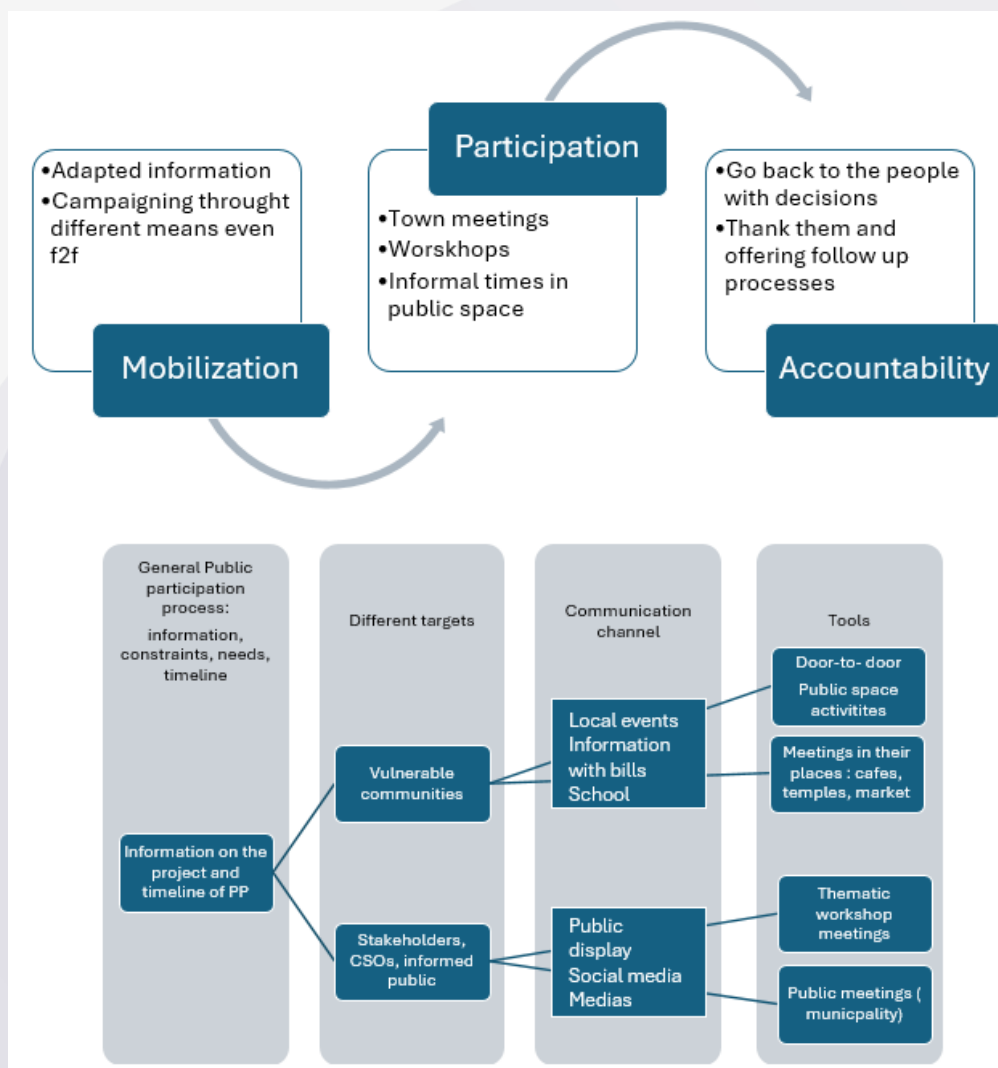 •Adapted information
•Campaigning throught
different means even
f2f
Mobilization
Participation
•Town meetings
•Worskhops
•Informal times in
public space
•Go back to the people
with decisions
•Thank them and
offering follow up
processes
Accountability
General Public
participation
process:
information,
constraints, needs,
timeline
Different targets
Communication
channel
Tools
Information on the
project and
timeline of PP
Vulnerable
communities
Stakeholders,
CSOs, informed
public
Local events
Information
with bills
School
Public
display
Social media
Medias
Door-to- door
Public space
activitites
Meetings in their
places : cafes,
temples, market
Thematic
workshop
meetings
Public meetings (
municpality)